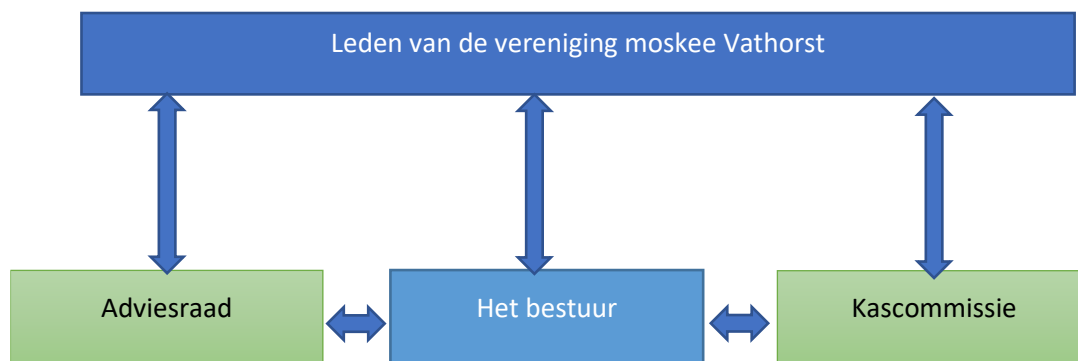 Leden van de vereniging moskee Vathorst
Adviesraad
Het bestuur
Kascommissie